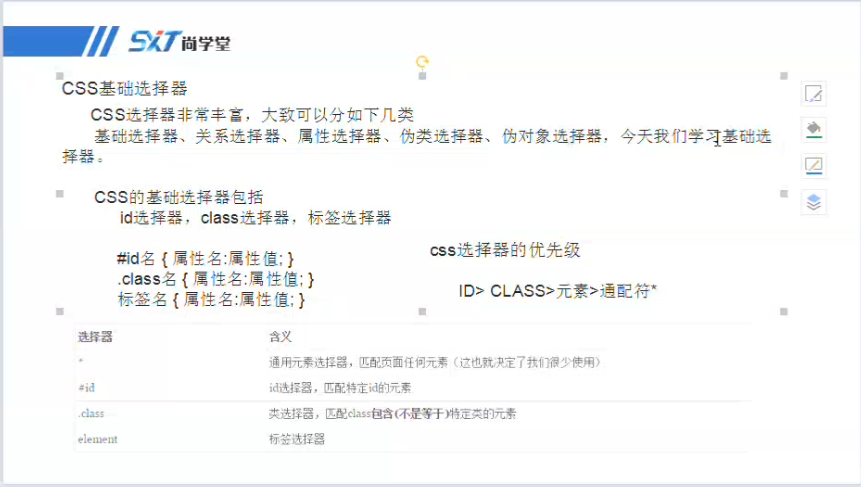 SXT尚学堂
CSS基础选择器
CSS选择器非常丰富，大致可以分如下几类
基础选择器、关系选择器、属性选择器、伪类选择器、伪对象选择器，今天我们学习基础选
择器。
CSS的基础选择器包括
id选择器，class选择器，标签选择器
#id名 { 属性名:属性值; }
.class名 { 属性名:属性值; }
标签名 { 属性名:属性值; }
css选择器的优先级
ID> CLASS>元素>通配符*
选择器 含义
* 通用元素选择器，匹配页面任何元素（这也就决定了我们很少使用）
#id id选择器，匹配特定id的元素
.class 类选择器，匹配class包含(不是等于)特定类的元素
element 标签选择器